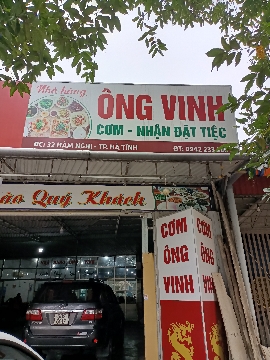 Nhà hàng
ÔNG VINH
CƠM - NHẬN ĐẶT TIỆC
ĐC: 32 HÀM NGHI - TP. HÀ TĨNH
ĐT: 0942 233
Quý Khách
CƠM
ÔNG
VINH
CƠM
ÔNG
VINH